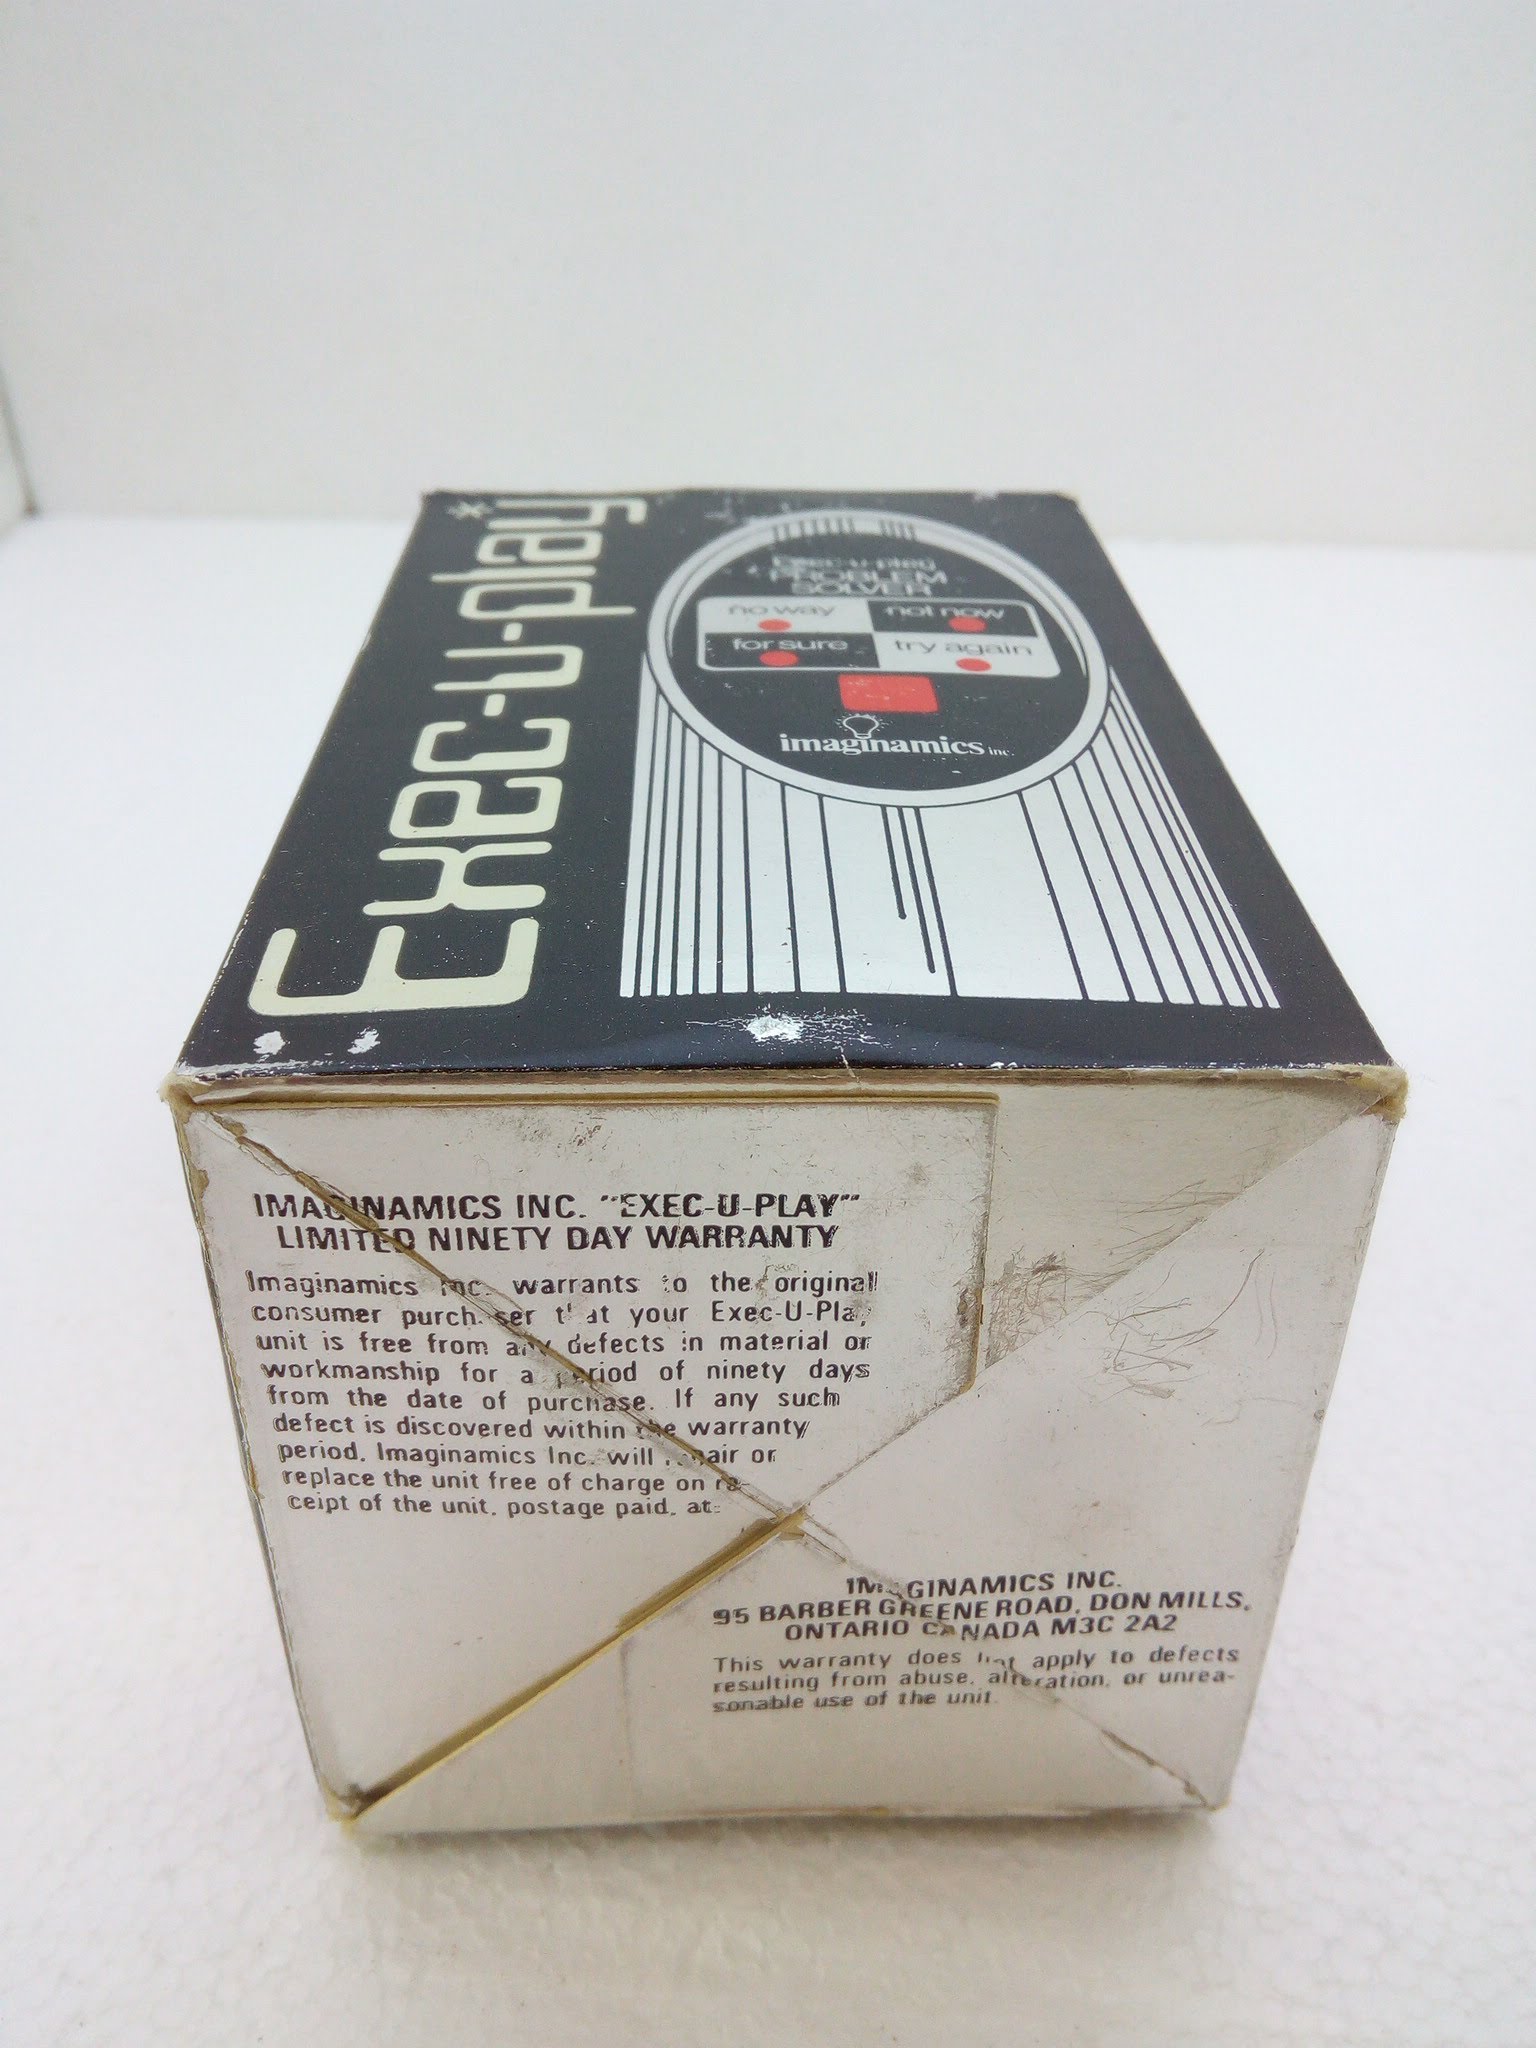 Exec-u-play*
Exec-u-play
PROBLEM
SOLVER
no way
not now
for sure
try again
imaginamics inc.
IMAGINAMICS INC. "EXEC-U-PLAY"
LIMITED NINETY DAY WARRANTY
Imaginamics Inc. warrants to the original
consumer purchaser that your Exec-U-Play
unit is free from any defects in material or
workmanship for a period of ninety days
from the date of purchase. If any such
defect is discovered within the warranty
period, Imaginamics Inc. will repair or
replace the unit free of charge on re-
ceipt of the unit, postage paid, at:
IMAGINAMICS INC.
95 BARBER GREENE ROAD, DON MILLS,
ONTARIO CANADA M3C 2A2
This warranty does not apply to defects
resulting from abuse, alteration, or unrea-
sonable use of the unit.